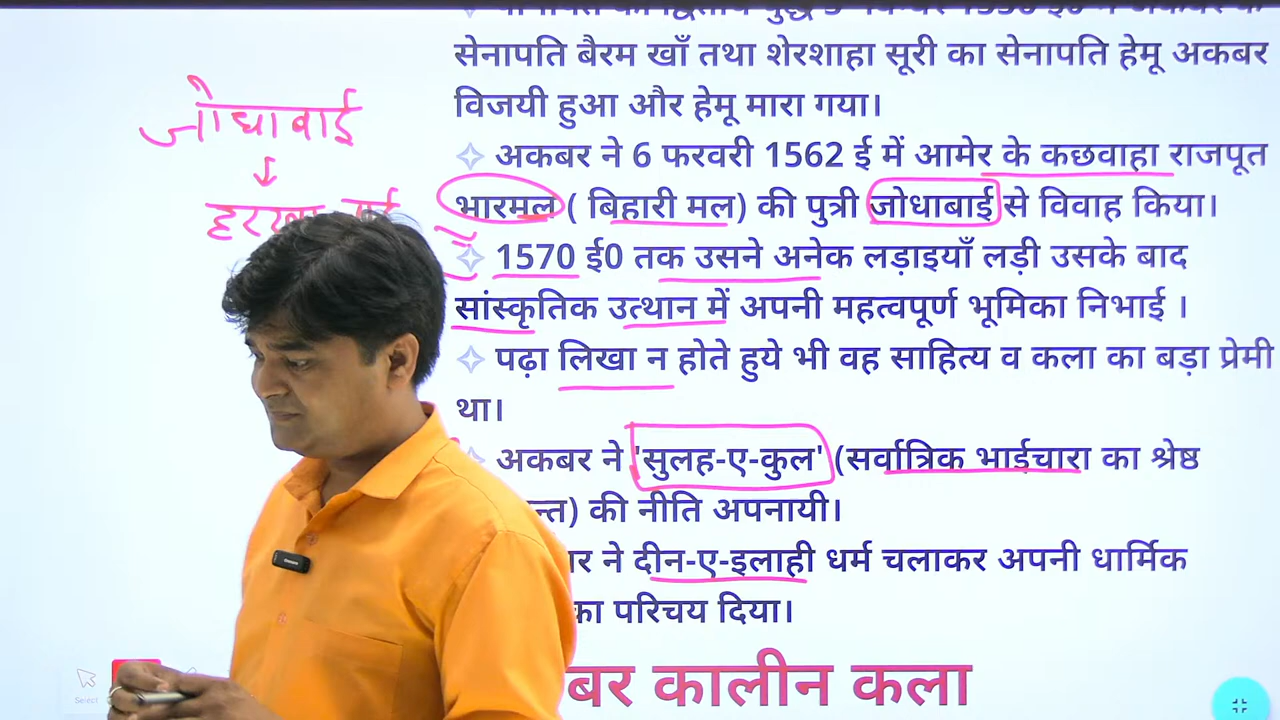 सेनापति बैरम खाँ तथा शेरशाहा सूरी का सेनापति हेमू अकबर
विजयी हुआ और हेमू मारा गया।
अकबर ने 6 फरवरी 1562 ई में आमेर के कछवाहा राजपूत
भारमल ( बिहारी मल) की पुत्री जोधाबाई से विवाह किया।
1570 ई0 तक उसने अनेक लड़ाइयाँ लड़ी उसके बाद
सांस्कृतिक उत्थान में अपनी महत्वपूर्ण भूमिका निभाई ।
पढ़ा लिखा न होते हुये भी वह साहित्य व कला का बड़ा प्रेमी
था।
अकबर ने 'सुलह-ए-कुल' (सर्वात्रिक भाईचारा का श्रेष्ठ
न्त) की नीति अपनायी।
ने दीन-ए-इलाही धर्म चलाकर अपनी धार्मिक
का परिचय दिया।
बर कालीन कला
जोधाबाई
↓
Select